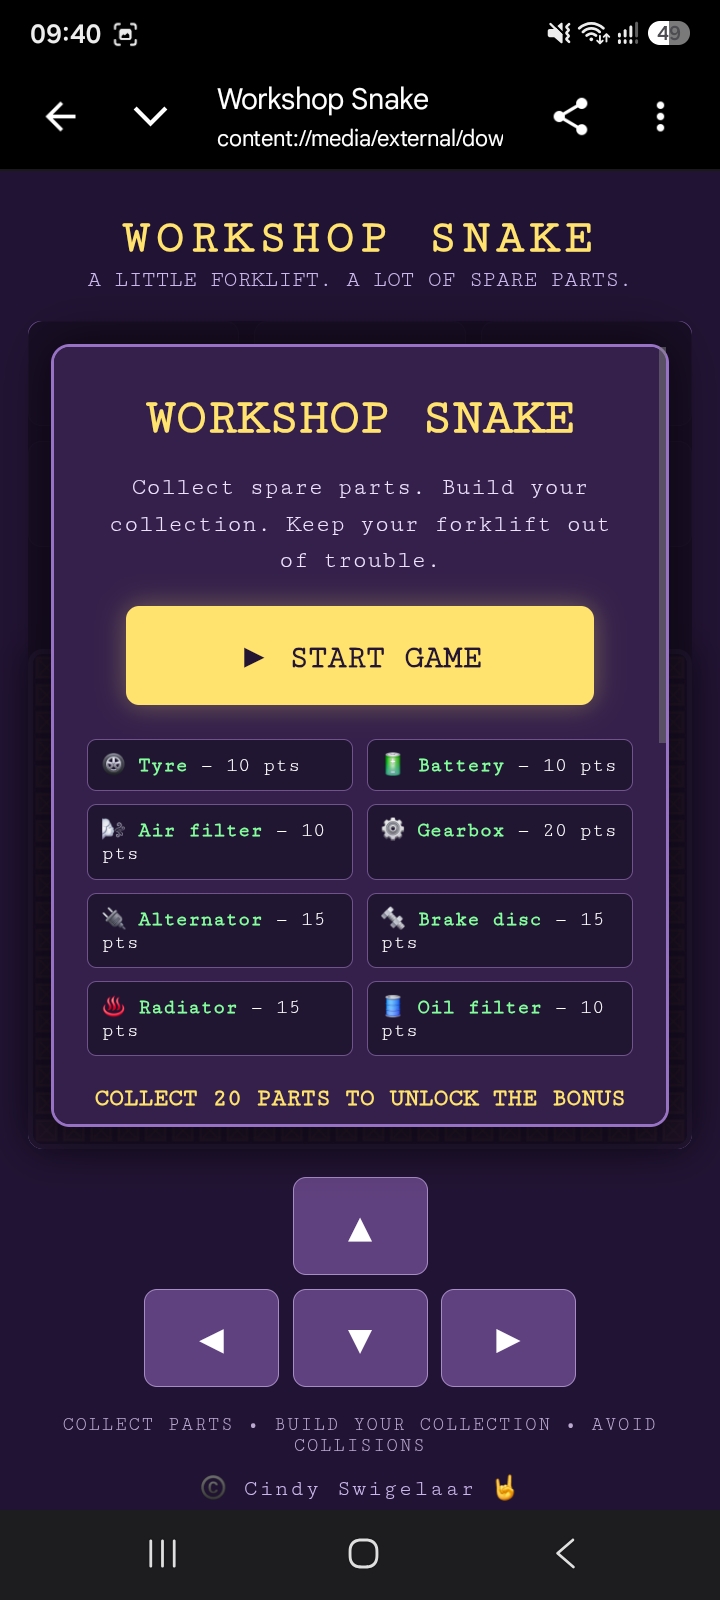 09:40
49
Workshop Snake
content://media/external/dow
WORKSHOP SNAKE
A LITTLE FORKLIFT. A LOT OF SPARE PARTS.
WORKSHOP SNAKE
Collect spare parts. Build your
collection. Keep your forklift out
of trouble.
▶ START GAME
🛞 Tyre – 10 pts
🔋 Battery – 10 pts
🌬️ Air filter – 10
pts
⚙️ Gearbox – 20 pts
🔌 Alternator – 15
pts
🔩 Brake disc – 15
pts
♨️ Radiator – 15
pts
🛢️ Oil filter – 10
pts
COLLECT 20 PARTS TO UNLOCK THE BONUS
▲
◀ ▼ ▶
COLLECT PARTS • BUILD YOUR COLLECTION • AVOID
COLLISIONS
© Cindy Swigelaar 🤘